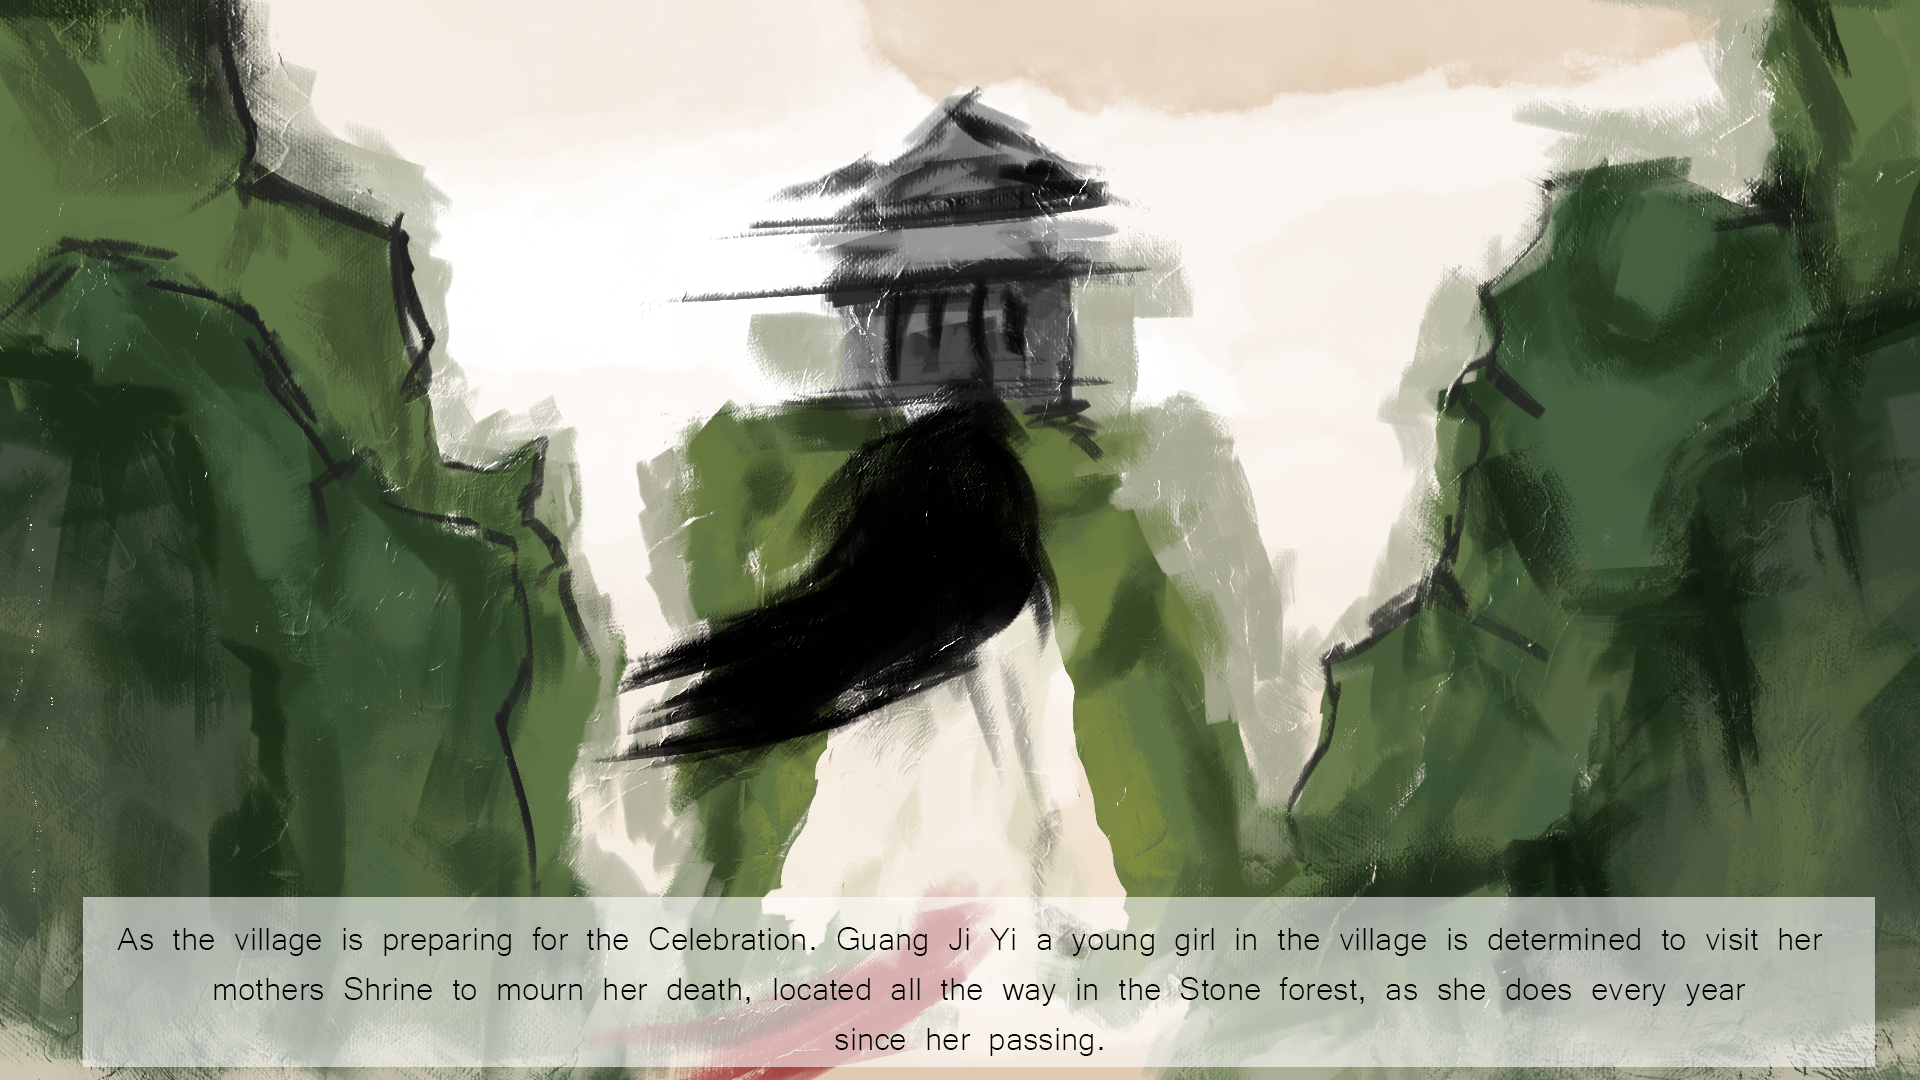 As the village is preparing for the Celebration. Guang Ji Yi a young girl in the village is determined to visit her
mothers Shrine to mourn her death, located all the way in the Stone forest, as she does every year
since her passing.